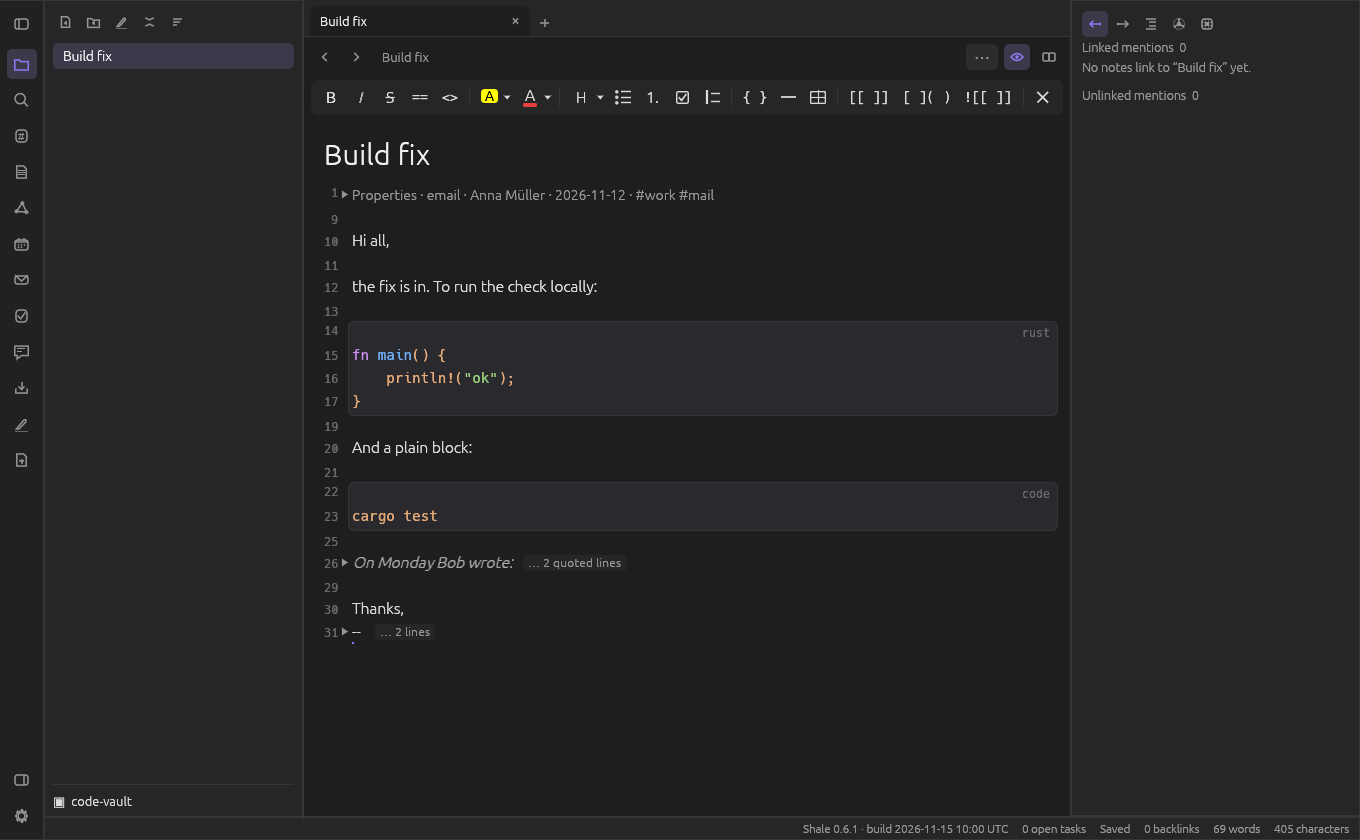 Build fix
code-vault
Build fix
Build fix
B I S == <> A A H 1. { } [[ ]] [ ]( ) ![[ ]]
Build fix
1 Properties · email · Anna Müller · 2026-11-12 · #work #mail
9
10 Hi all,
11
12 the fix is in. To run the check locally:
13
14 rust
15 fn main() {
16 println!("ok");
17 }
19
20 And a plain block:
21
22 code
23 cargo test
25
26 On Monday Bob wrote: … 2 quoted lines
29
30 Thanks,
31 -- … 2 lines
Linked mentions 0
No notes link to “Build fix” yet.
Unlinked mentions 0
Shale 0.6.1 · build 2026-11-15 10:00 UTC 0 open tasks Saved 0 backlinks 69 words 405 characters